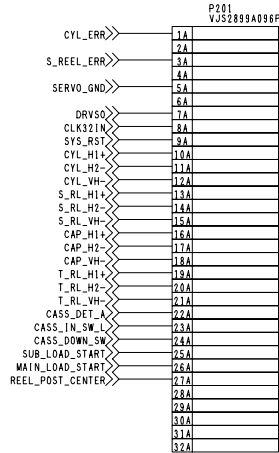 P201
VJS2899A096P
CYL_ERR 1A
2A
S_REEL_ERR 3A
4A
SERVO_GND 5A
6A
DRVSO 7A
CLK32IN 8A
SYS_RST 9A
CYL_H1+ 10A
CYL_H2- 11A
CYL_VH- 12A
S_RL_H1+ 13A
S_RL_H2- 14A
S_RL_VH- 15A
CAP_H1+ 16A
CAP_H2- 17A
CAP_VH- 18A
T_RL_H1+ 19A
T_RL_H2- 20A
T_RL_VH- 21A
CASS_DET_A 22A
CASS_IN_SW_L 23A
CASS_DOWN_SW 24A
SUB_LOAD_START 25A
MAIN_LOAD_START 26A
REEL_POST_CENTER 27A
28A
29A
30A
31A
32A